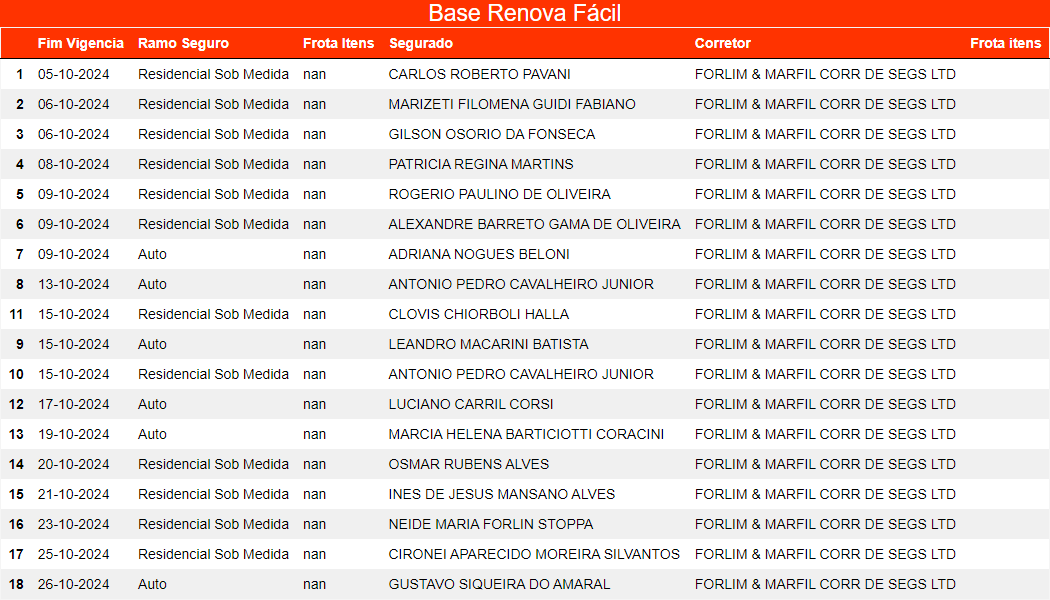 Base Renova Fácil
Fim Vigencia Ramo Seguro Frota Itens Segurado Corretor Frota itens
1 05-10-2024 Residencial Sob Medida nan CARLOS ROBERTO PAVANI FORLIM & MARFIL CORR DE SEGS LTD
2 06-10-2024 Residencial Sob Medida nan MARIZETI FILOMENA GUIDI FABIANO FORLIM & MARFIL CORR DE SEGS LTD
3 06-10-2024 Residencial Sob Medida nan GILSON OSORIO DA FONSECA FORLIM & MARFIL CORR DE SEGS LTD
4 08-10-2024 Residencial Sob Medida nan PATRICIA REGINA MARTINS FORLIM & MARFIL CORR DE SEGS LTD
5 09-10-2024 Residencial Sob Medida nan ROGERIO PAULINO DE OLIVEIRA FORLIM & MARFIL CORR DE SEGS LTD
6 09-10-2024 Residencial Sob Medida nan ALEXANDRE BARRETO GAMA DE OLIVEIRA FORLIM & MARFIL CORR DE SEGS LTD
7 09-10-2024 Auto nan ADRIANA NOGUES BELONI FORLIM & MARFIL CORR DE SEGS LTD
8 13-10-2024 Auto nan ANTONIO PEDRO CAVALHEIRO JUNIOR FORLIM & MARFIL CORR DE SEGS LTD
11 15-10-2024 Residencial Sob Medida nan CLOVIS CHIORBOLI HALLA FORLIM & MARFIL CORR DE SEGS LTD
9 15-10-2024 Auto nan LEANDRO MACARINI BATISTA FORLIM & MARFIL CORR DE SEGS LTD
10 15-10-2024 Residencial Sob Medida nan ANTONIO PEDRO CAVALHEIRO JUNIOR FORLIM & MARFIL CORR DE SEGS LTD
12 17-10-2024 Auto nan LUCIANO CARRIL CORSI FORLIM & MARFIL CORR DE SEGS LTD
13 19-10-2024 Auto nan MARCIA HELENA BARTICIOTTI CORACINI FORLIM & MARFIL CORR DE SEGS LTD
14 20-10-2024 Residencial Sob Medida nan OSMAR RUBENS ALVES FORLIM & MARFIL CORR DE SEGS LTD
15 21-10-2024 Residencial Sob Medida nan INES DE JESUS MANSANO ALVES FORLIM & MARFIL CORR DE SEGS LTD
16 23-10-2024 Residencial Sob Medida nan NEIDE MARIA FORLIN STOPPA FORLIM & MARFIL CORR DE SEGS LTD
17 25-10-2024 Residencial Sob Medida nan CIRONEI APARECIDO MOREIRA SILVANTOS FORLIM & MARFIL CORR DE SEGS LTD
18 26-10-2024 Auto nan GUSTAVO SIQUEIRA DO AMARAL FORLIM & MARFIL CORR DE SEGS LTD